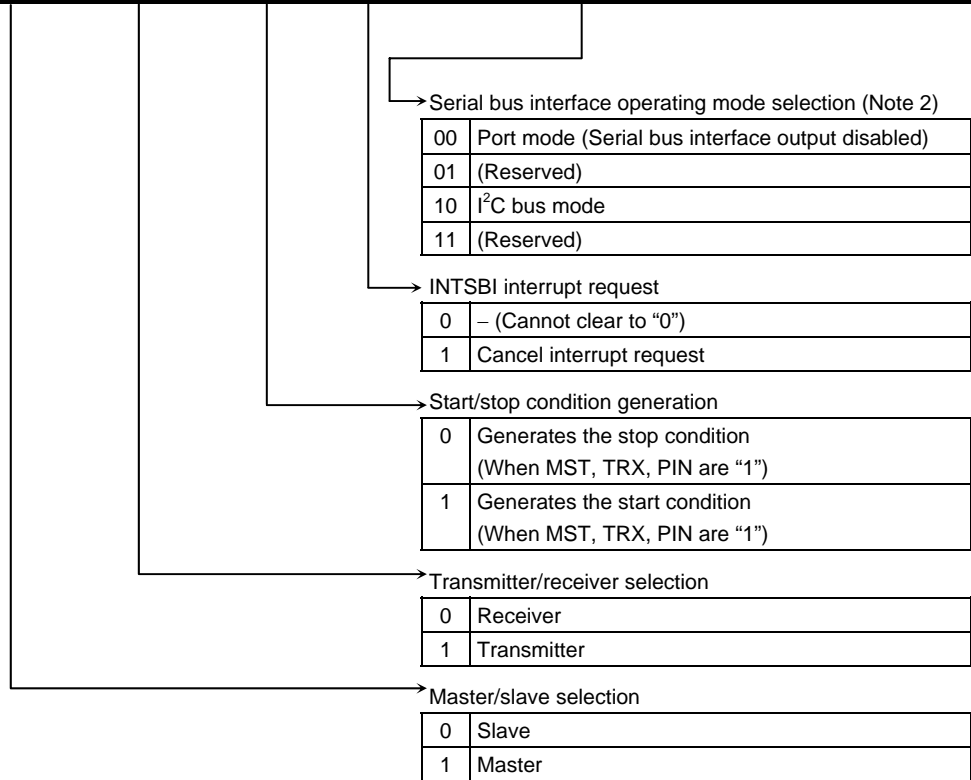 Serial bus interface operating mode selection (Note 2)
00 Port mode (Serial bus interface output disabled)
01 (Reserved)
10 I²C bus mode
11 (Reserved)
INTSBI interrupt request
0 – (Cannot clear to “0”)
1 Cancel interrupt request
Start/stop condition generation
0 Generates the stop condition
(When MST, TRX, PIN are “1”)
1 Generates the start condition
(When MST, TRX, PIN are “1”)
Transmitter/receiver selection
0 Receiver
1 Transmitter
Master/slave selection
0 Slave
1 Master